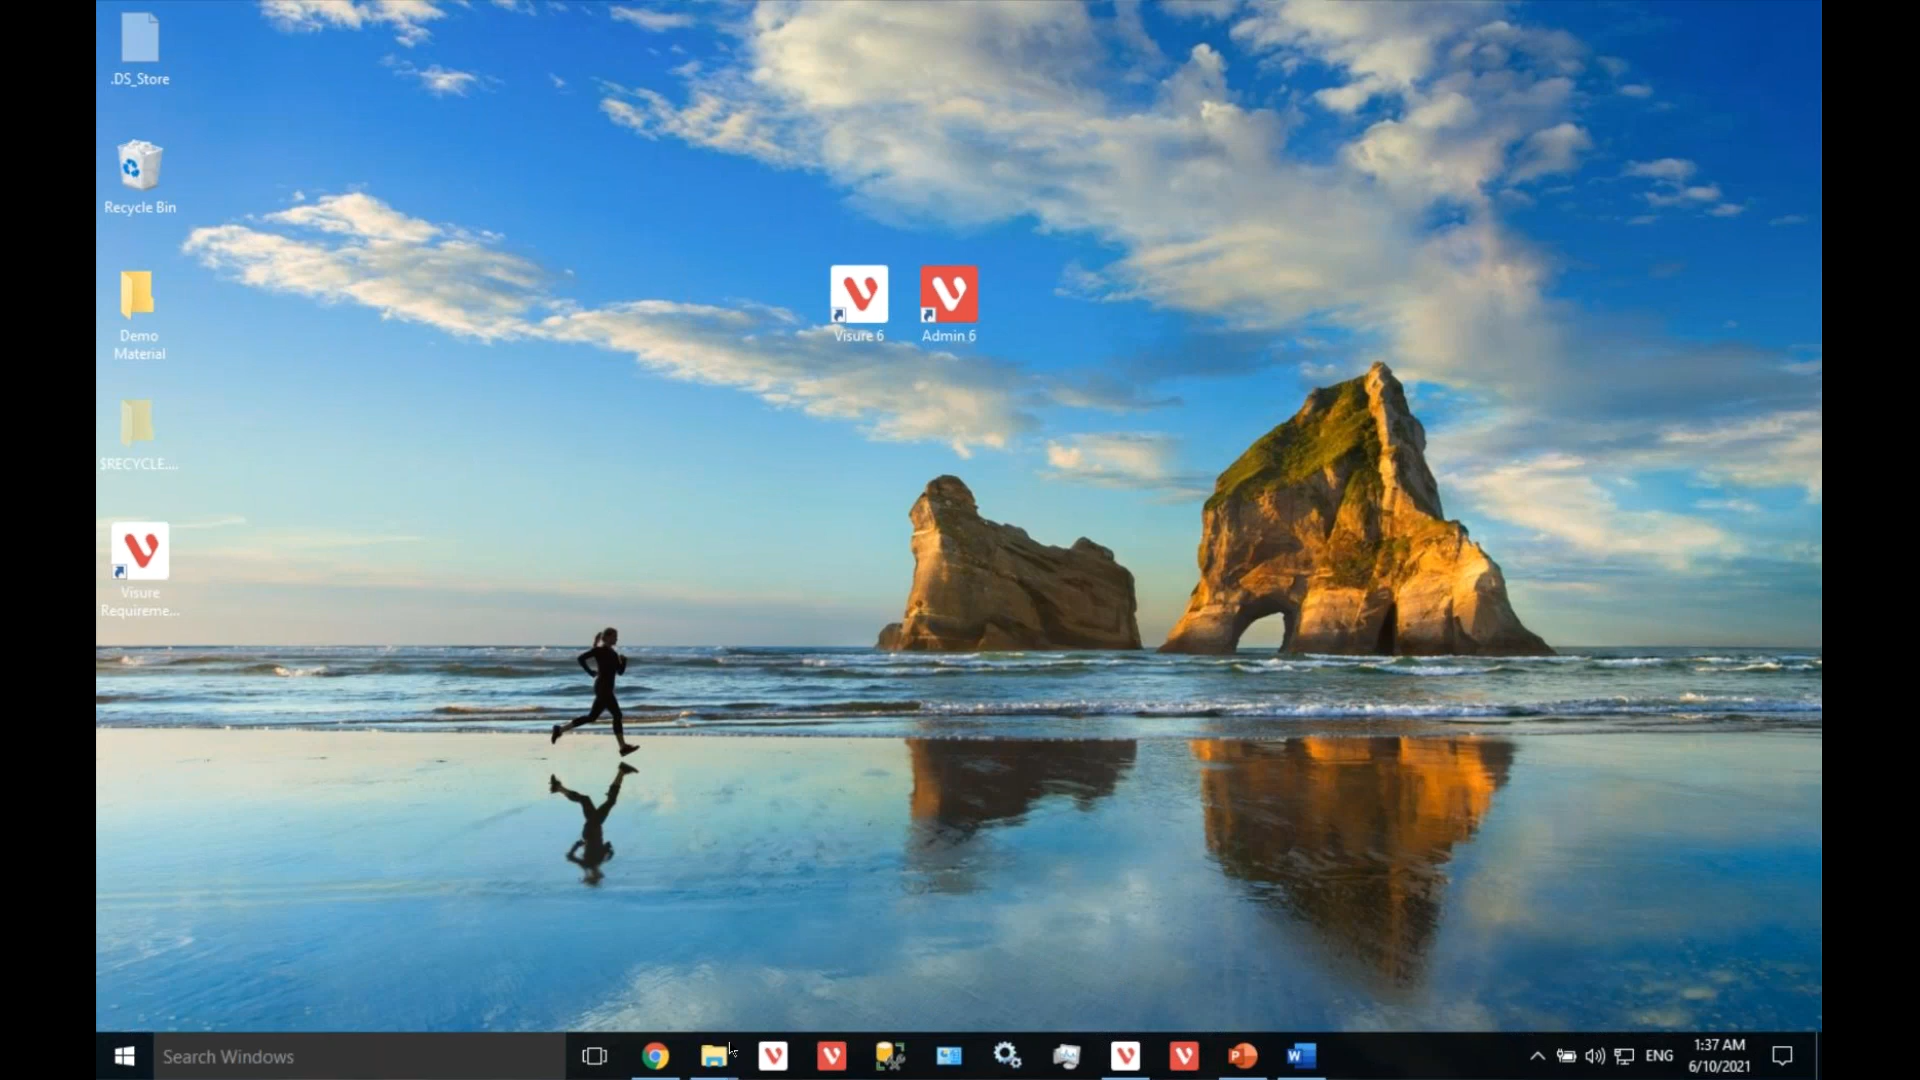 .DS_Store
Recycle Bin
Demo
Material
$RECYCLE....
Visure
Requireme...
Visure 6
Admin 6
Search Windows
ENG
1:37 AM
6/10/2021